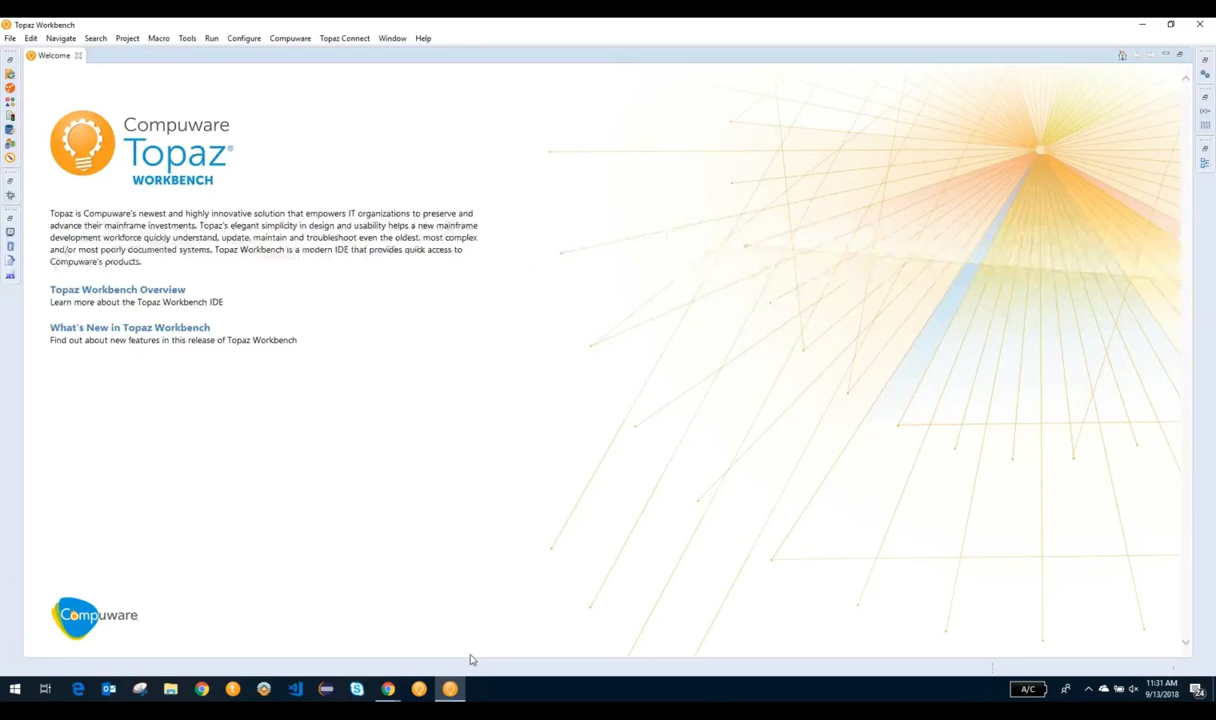 Topaz Workbench
File Edit Navigate Search Project Macro Tools Run Configure Compuware Topaz Connect Window Help
Welcome
Compuware
Topaz®
WORKBENCH
Topaz is Compuware's newest and highly innovative solution that empowers IT organizations to preserve and
advance their mainframe investments. Topaz's elegant simplicity in design and usability helps a new mainframe
development workforce quickly understand, update, maintain and troubleshoot even the oldest, most complex
and/or most poorly documented systems. Topaz Workbench is a modern IDE that provides quick access to
Compuware's products.
Topaz Workbench Overview
Learn more about the Topaz Workbench IDE
What's New in Topaz Workbench
Find out about new features in this release of Topaz Workbench
Compuware
A/C
11:31 AM
9/13/2018
24